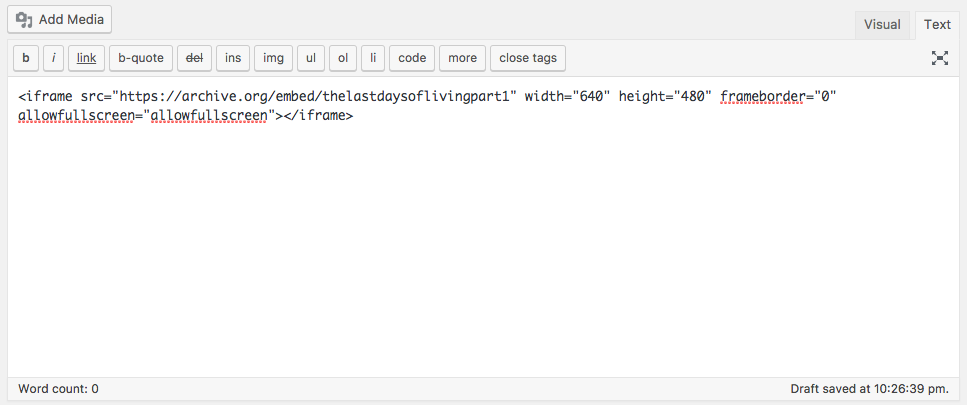 Add Media
Visual Text
b i link b-quote del ins img ul ol li code more close tags
<iframe src="https://archive.org/embed/thelastdaysoflivingpart1" width="640" height="480" frameborder="0"
allowfullscreen="allowfullscreen"></iframe>
Word count: 0 Draft saved at 10:26:39 pm.